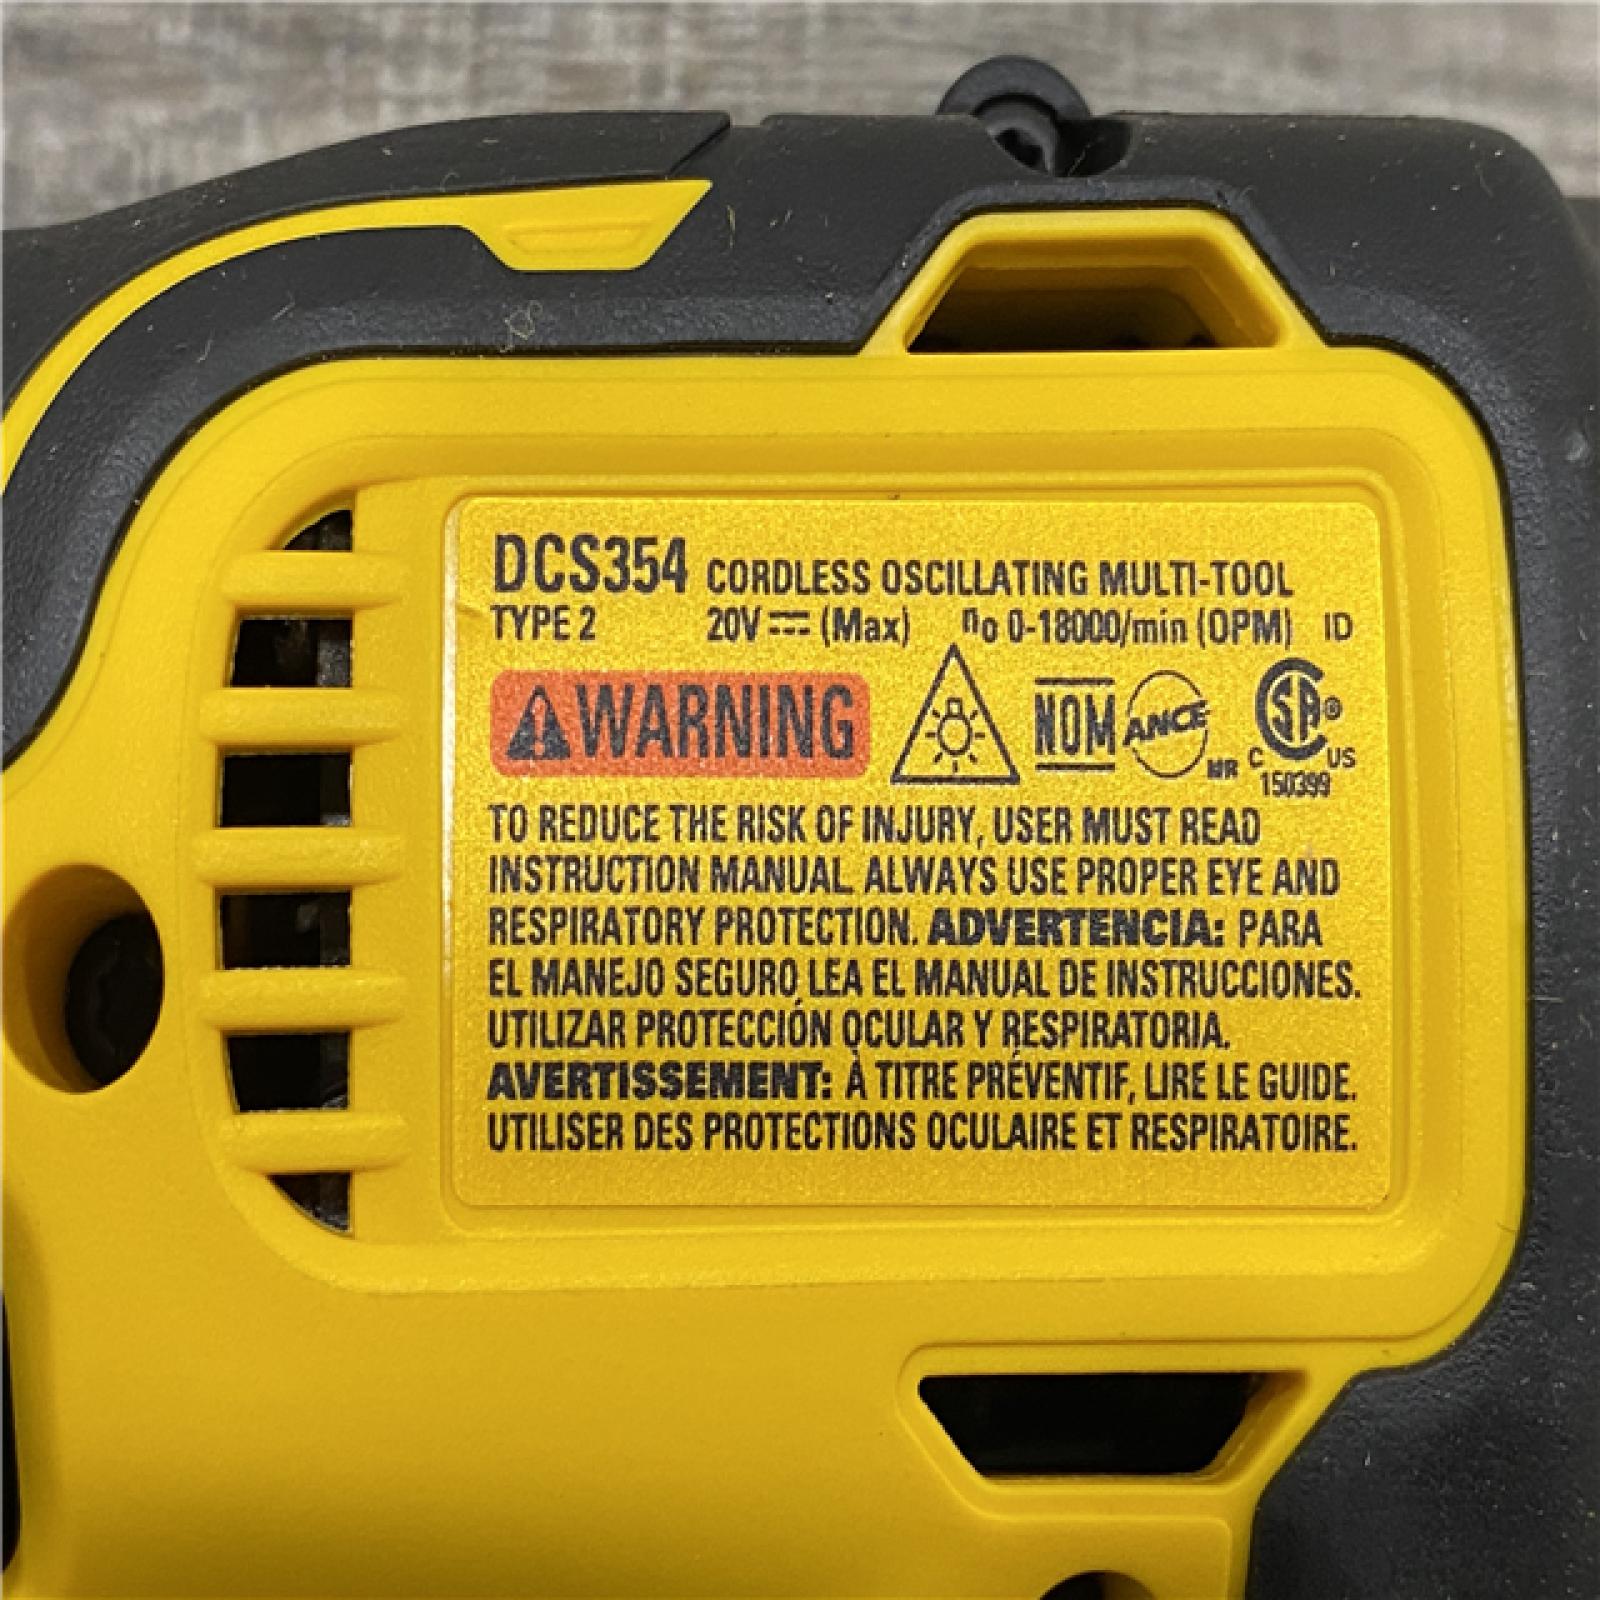 DCS354 CORDLESS OSCILLATING MULTI-TOOL
TYPE 2 20V ⎓ (Max) n₀ 0-18000/min (OPM) ID
WARNING NOM ANCE MR CSA® C US
150399
TO REDUCE THE RISK OF INJURY, USER MUST READ
INSTRUCTION MANUAL. ALWAYS USE PROPER EYE AND
RESPIRATORY PROTECTION. ADVERTENCIA: PARA
EL MANEJO SEGURO LEA EL MANUAL DE INSTRUCCIONES.
UTILIZAR PROTECCIÓN OCULAR Y RESPIRATORIA.
AVERTISSEMENT: À TITRE PRÉVENTIF, LIRE LE GUIDE.
UTILISER DES PROTECTIONS OCULAIRE ET RESPIRATOIRE.